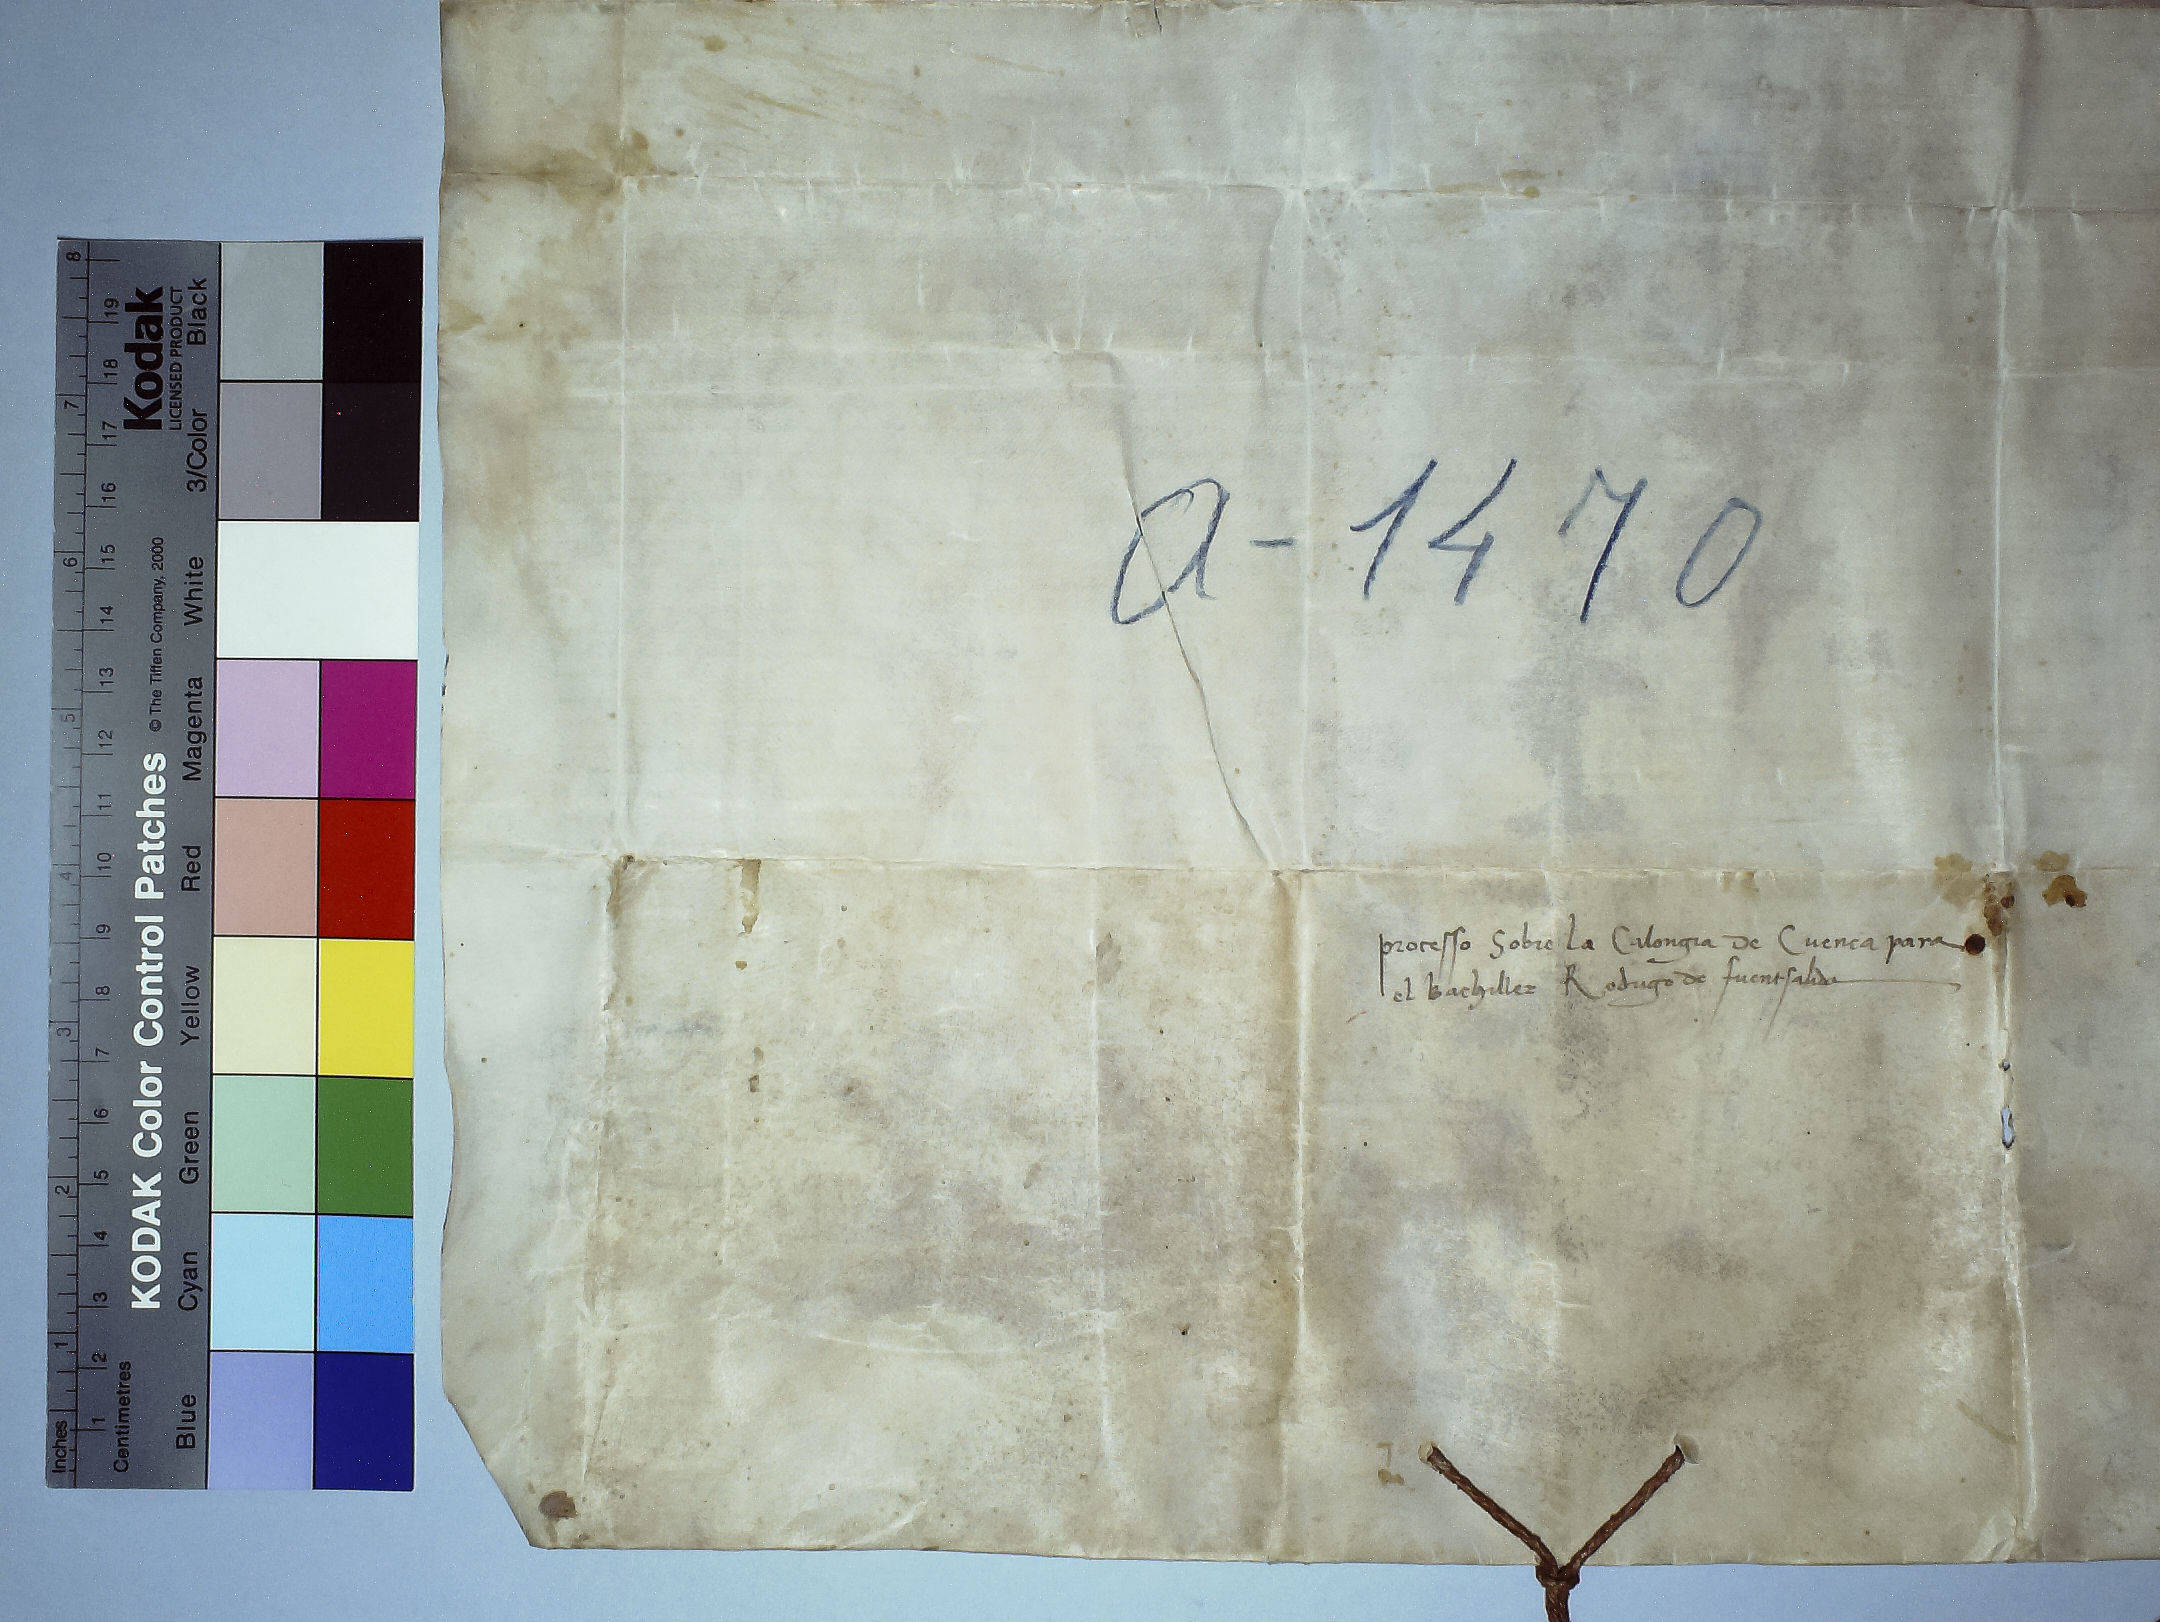 a-1470
processo Sobre La Calongia De Cuenca para
el Bachiller Rodrigo de fuentsalida
KODAK Color Control Patches © The Tiffen Company, 2000
Kodak
LICENSED PRODUCT
Blue Cyan Green Yellow Red Magenta White 3/Color Black
Inches 1 2 3 4 5 6 7 8
Centimetres 1 2 3 4 5 6 7 8 9 10 11 12 13 14 15 16 17 18 19